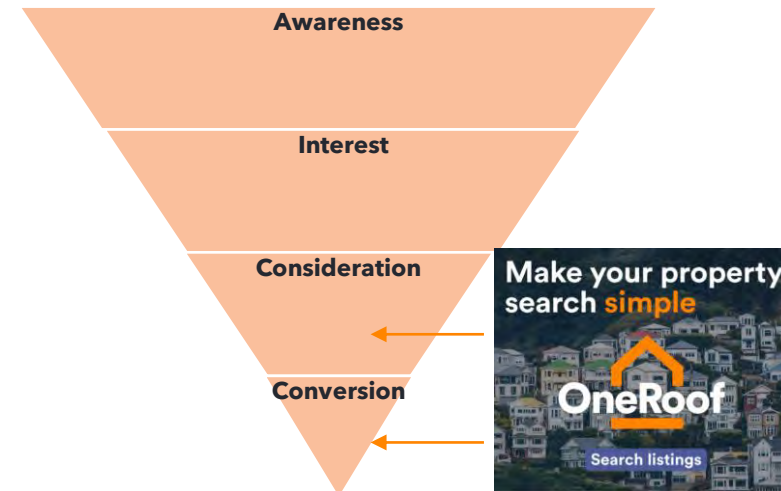 Awareness
Interest
Consideration
Make your property
search simple
OneRoof
Conversion
Search listings